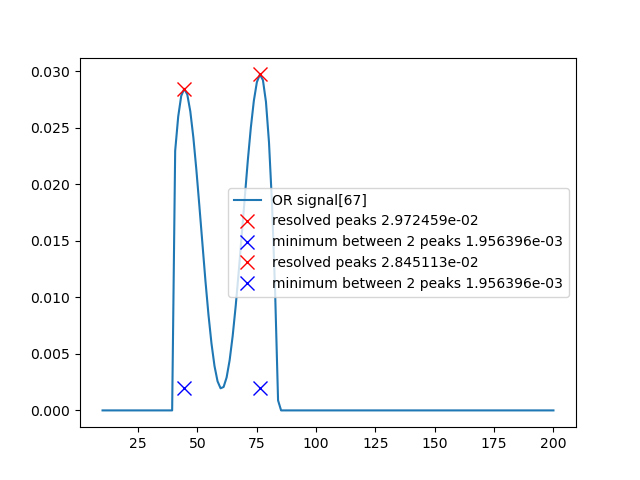 0.030
0.025
0.020
0.015
0.010
0.005
0.000
OR signal[67]
resolved peaks 2.972459e-02
minimum between 2 peaks 1.956396e-03
resolved peaks 2.845113e-02
minimum between 2 peaks 1.956396e-03
25 50 75 100 125 150 175 200